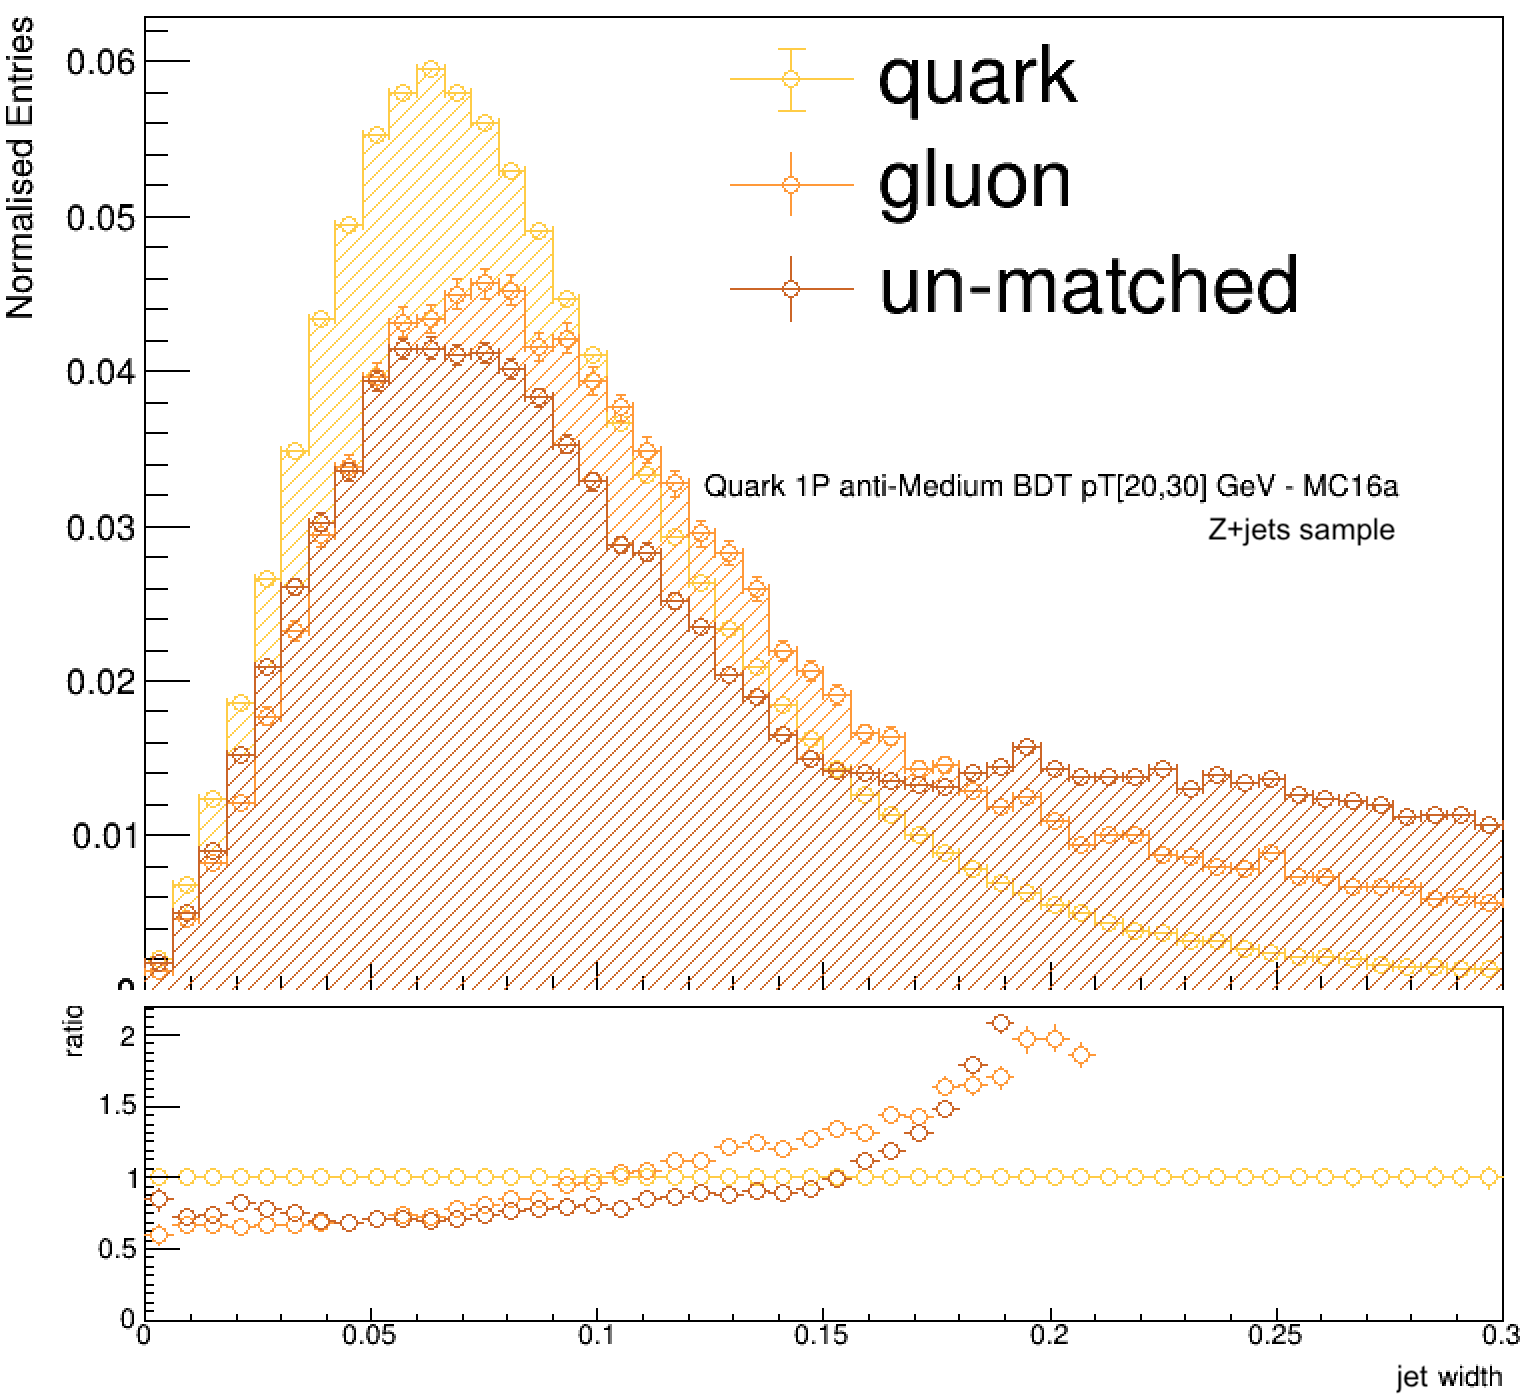 Normalised Entries
0.06
0.05
0.04
0.03
0.02
0.01
0
quark
gluon
un-matched
Quark 1P anti-Medium BDT pT[20,30] GeV - MC16a
Z+jets sample
ratio
2
1.5
1
0.5
0
0 0.05 0.1 0.15 0.2 0.25 0.3
jet width